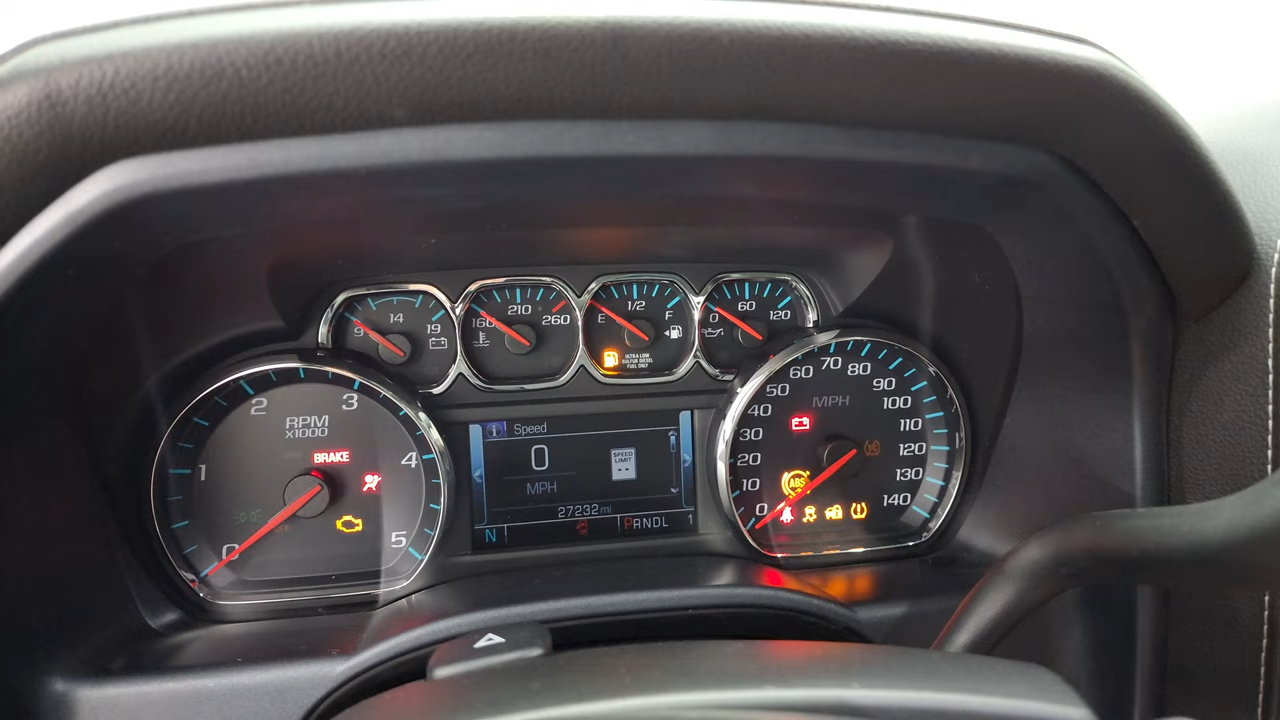 14
9 19
210
160 260
1/2
E F
ULTRA LOW
SULFUR DIESEL
FUEL ONLY
60
0 120
RPM
X1000
0 1 2 3 4 5
BRAKE
Speed
0
MPH
SPEED
LIMIT
27232 mi
N
PRNDL 1
MPH
0 10 20 30 40 50 60 70 80 90 100 110 120 130 140
ABS